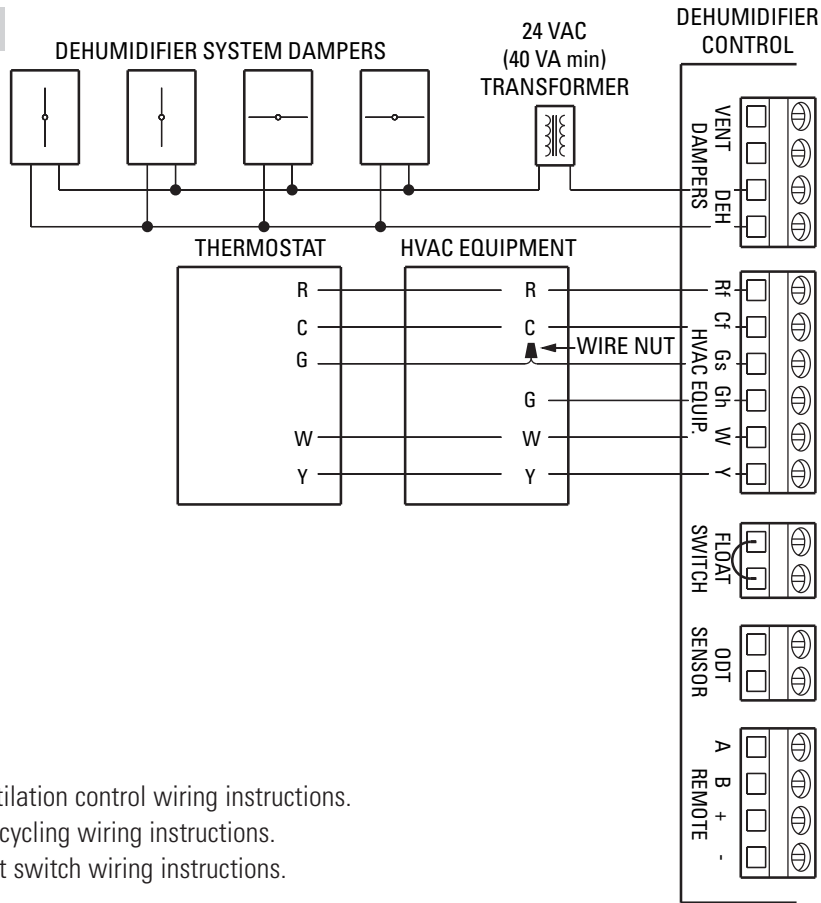 DEHUMIDIFIER SYSTEM DAMPERS
24 VAC
(40 VA min)
TRANSFORMER
DEHUMIDIFIER
CONTROL
VENT
DEH
DAMPERS
THERMOSTAT
R
C
G
W
Y
HVAC EQUIPMENT
R
C
WIRE NUT
G
W
Y
Rf
Cf
Gs
Gh
W
Y
HVAC EQUIP.
FLOAT
SWITCH
ODT
SENSOR
A
B
+
-
REMOTE
tilation control wiring instructions.
cycling wiring instructions.
t switch wiring instructions.